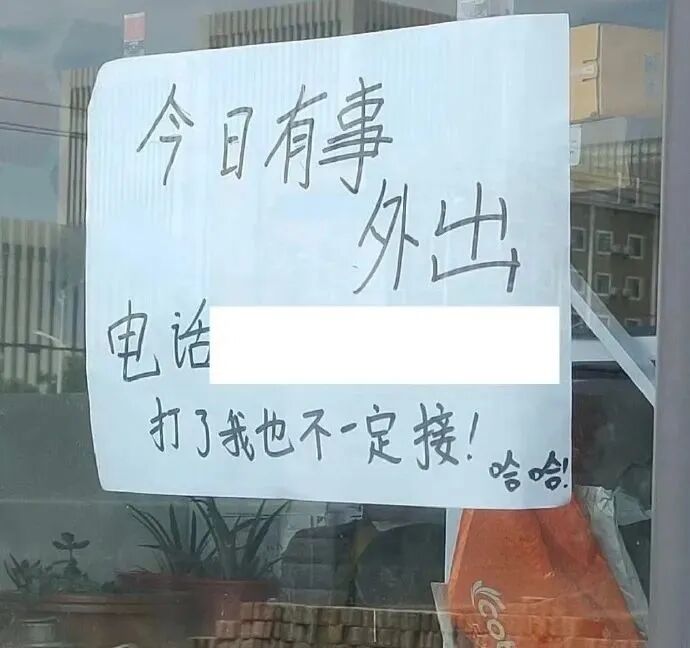 今日有事
外出
电话
打了我也不一定接!
哈哈!